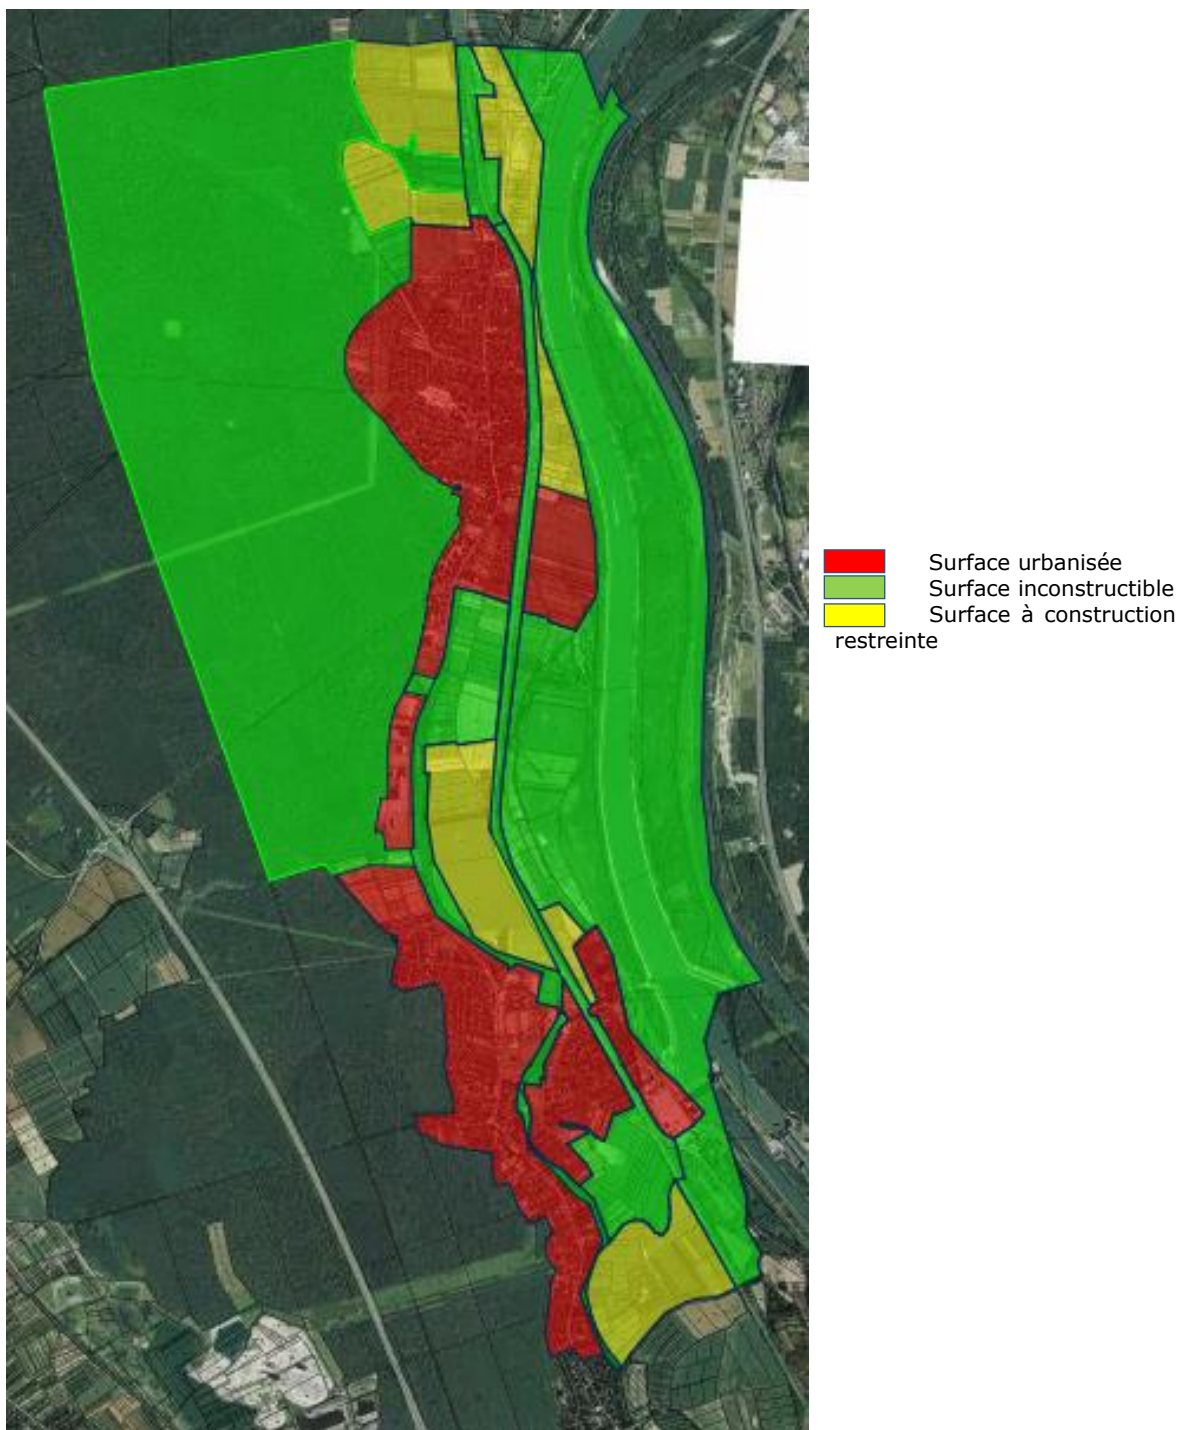 Surface urbanisée
Surface inconstructible
Surface à construction
restreinte